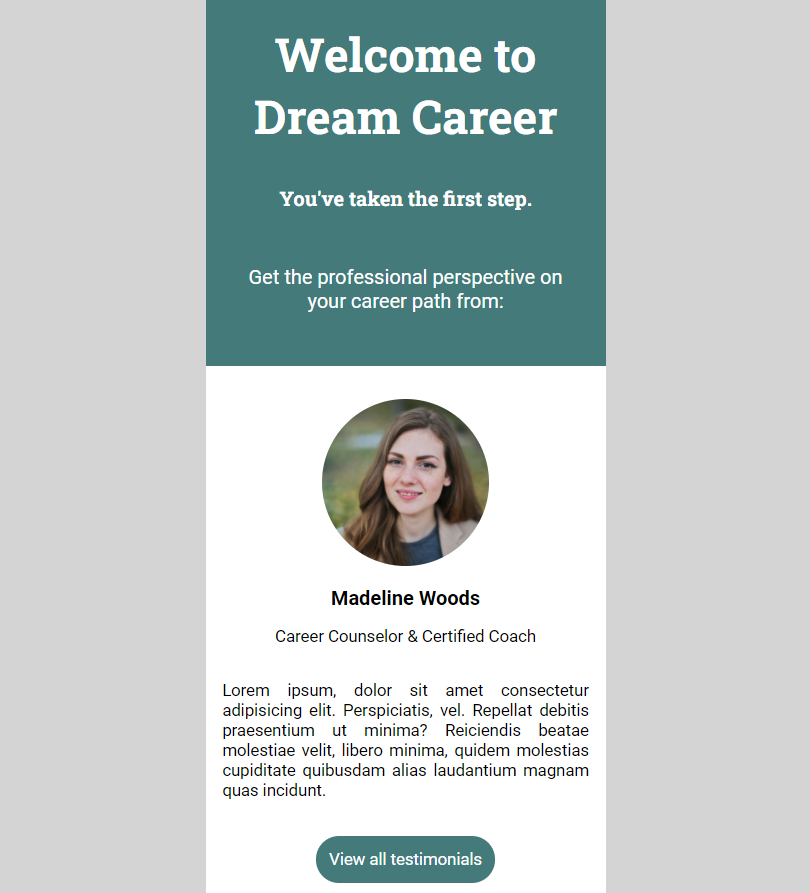 Welcome to
Dream Career
You've taken the first step.
Get the professional perspective on
your career path from:
Madeline Woods
Career Counselor & Certified Coach
Lorem ipsum, dolor sit amet consectetur
adipisicing elit. Perspiciatis, vel. Repellat debitis
praesentium ut minima? Reiciendis beatae
molestiae velit, libero minima, quidem molestias
cupiditate quibusdam alias laudantium magnam
quas incidunt.
View all testimonials